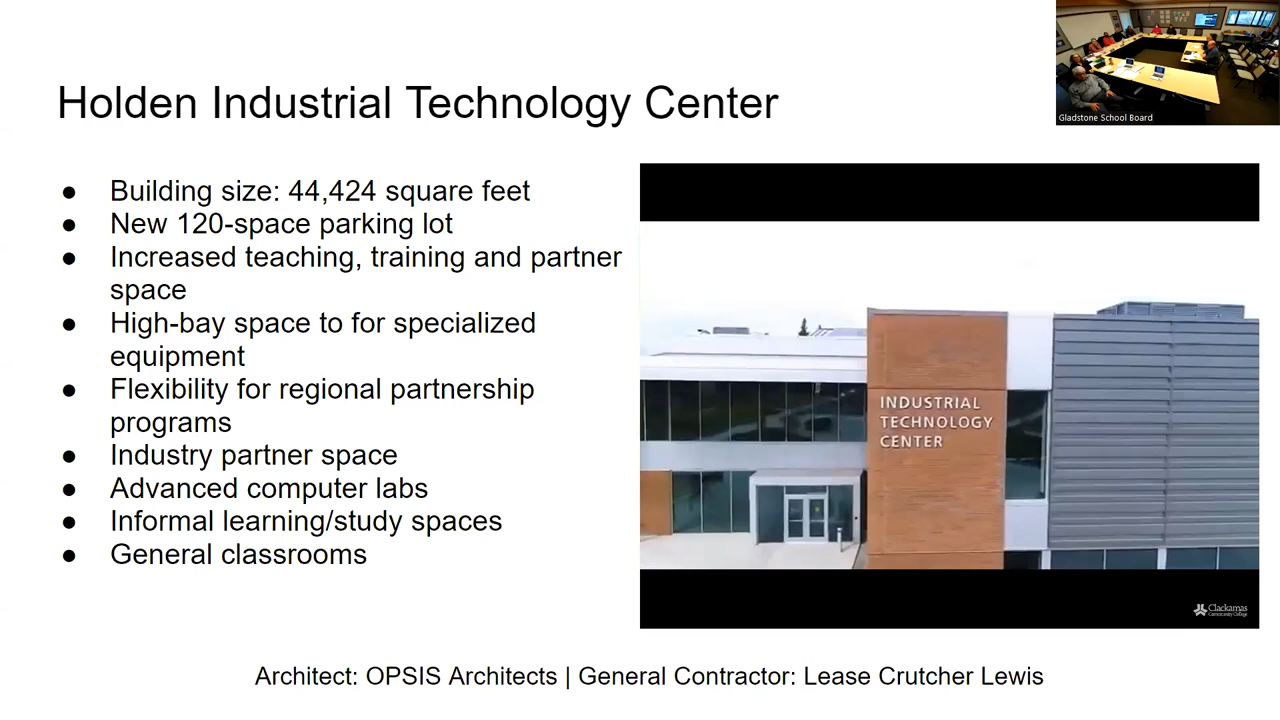 Gladstone School Board
Holden Industrial Technology Center
● Building size: 44,424 square feet
● New 120-space parking lot
● Increased teaching, training and partner
space
● High-bay space to for specialized
equipment
● Flexibility for regional partnership
programs
● Industry partner space
● Advanced computer labs
● Informal learning/study spaces
● General classrooms
INDUSTRIAL
TECHNOLOGY
CENTER
Clackamas
Community College
Architect: OPSIS Architects | General Contractor: Lease Crutcher Lewis